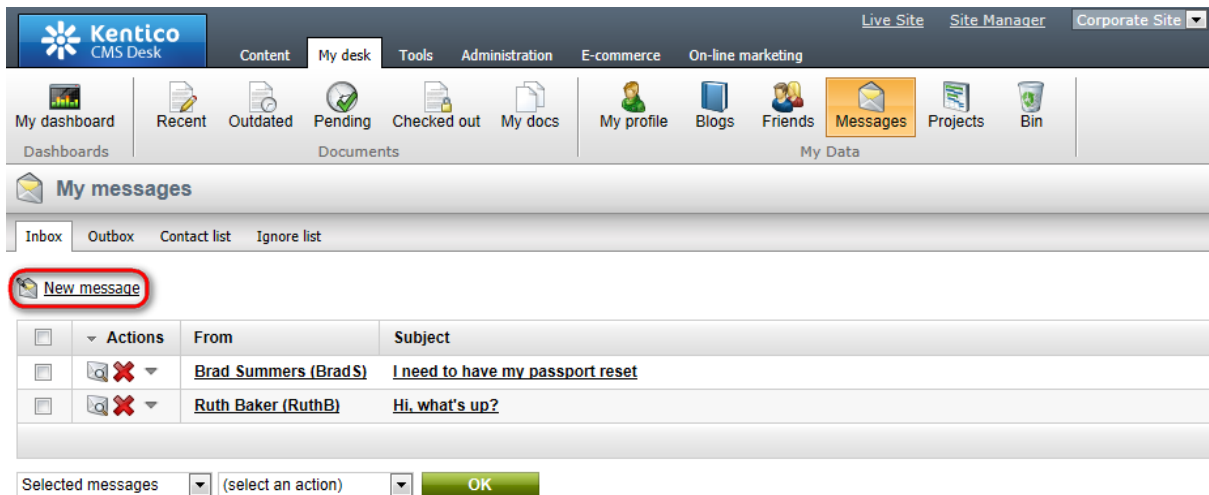 Live Site Site Manager Corporate Site
Kentico
CMS Desk
Content My desk Tools Administration E-commerce On-line marketing
My dashboard Recent Outdated Pending Checked out My docs My profile Blogs Friends Messages Projects Bin
Dashboards Documents My Data
My messages
Inbox Outbox Contact list Ignore list
New message
Actions From Subject
Brad Summers (BradS) I need to have my passport reset
Ruth Baker (RuthB) Hi, what's up?
Selected messages (select an action) OK